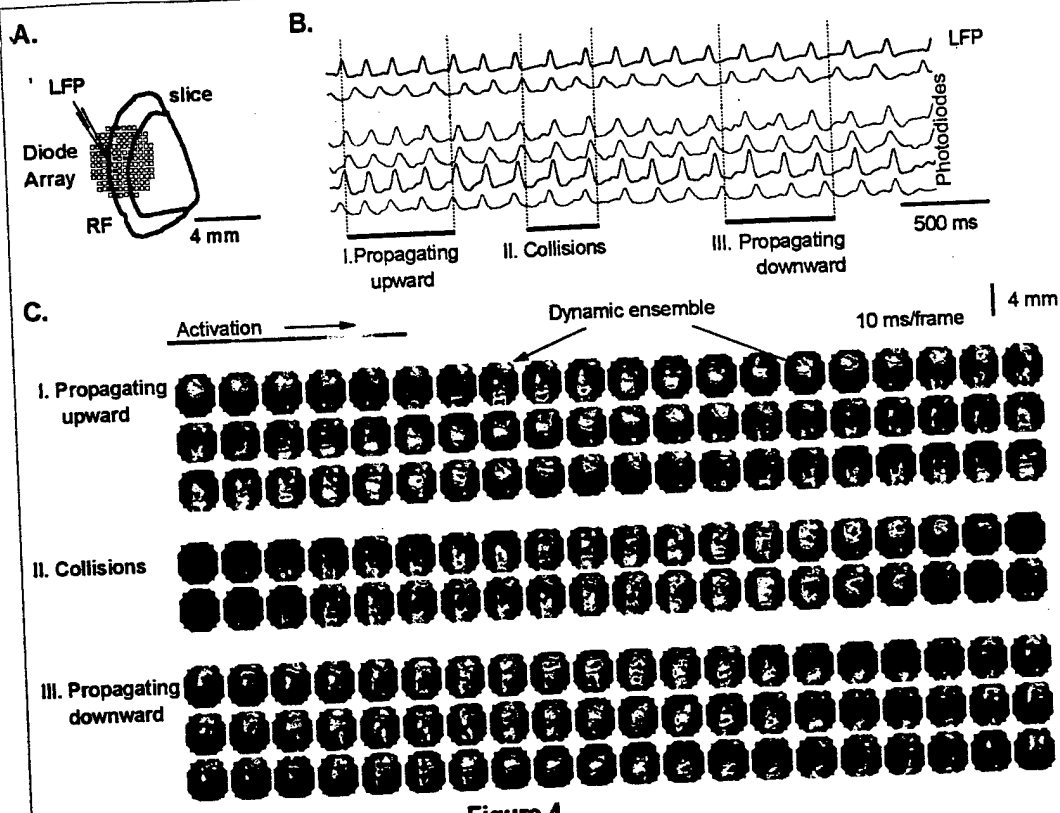 A.
LFP
slice
Diode
Array
RF
4 mm
B.
LFP
Photodiodes
500 ms
I.Propagating
upward
II. Collisions
III. Propagating
downward
C.
Activation
Dynamic ensemble
10 ms/frame
4 mm
I. Propagating
upward
II. Collisions
III. Propagating
downward
Figure 4